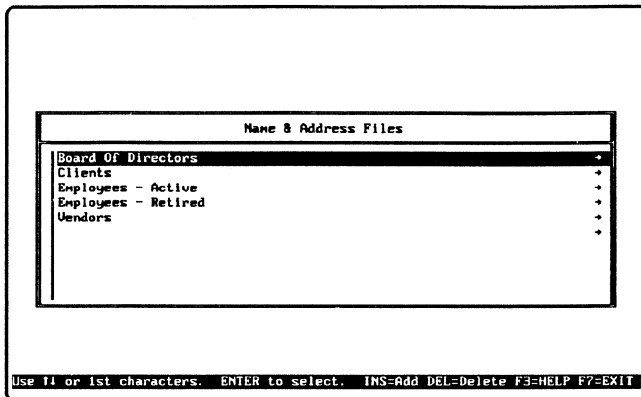 Name & Address Files
Board Of Directors →
Clients →
Employees - Active →
Employees - Retired →
Vendors →
→
Use ↑↓ or 1st characters. ENTER to select. INS=Add DEL=Delete F3=HELP F7=EXIT